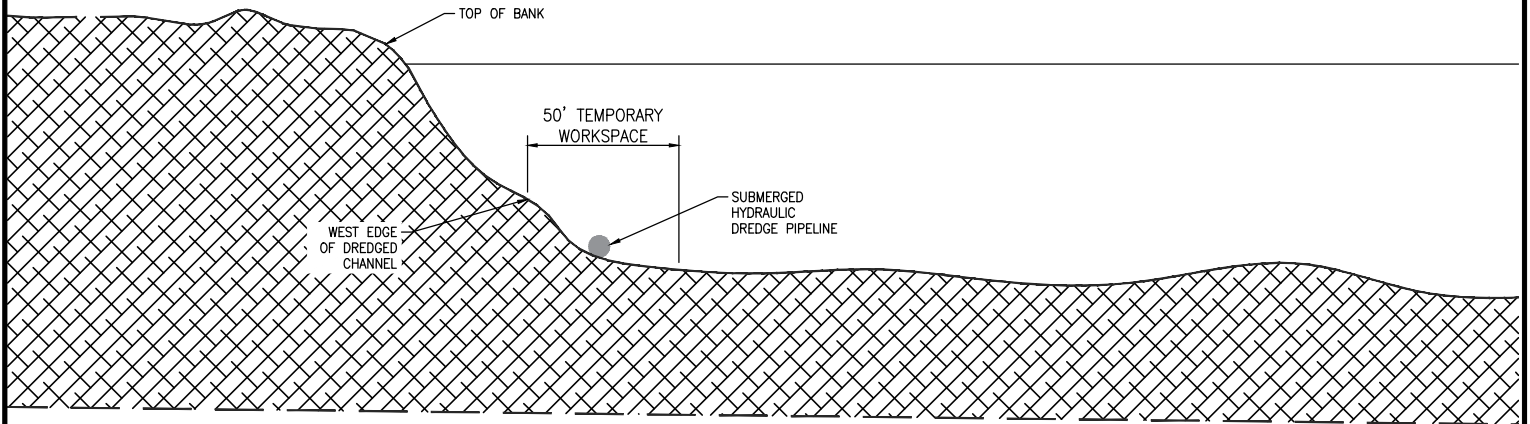 TOP OF BANK
50' TEMPORARY
WORKSPACE
SUBMERGED
HYDRAULIC
DREDGE PIPELINE
WEST EDGE
OF DREDGED
CHANNEL